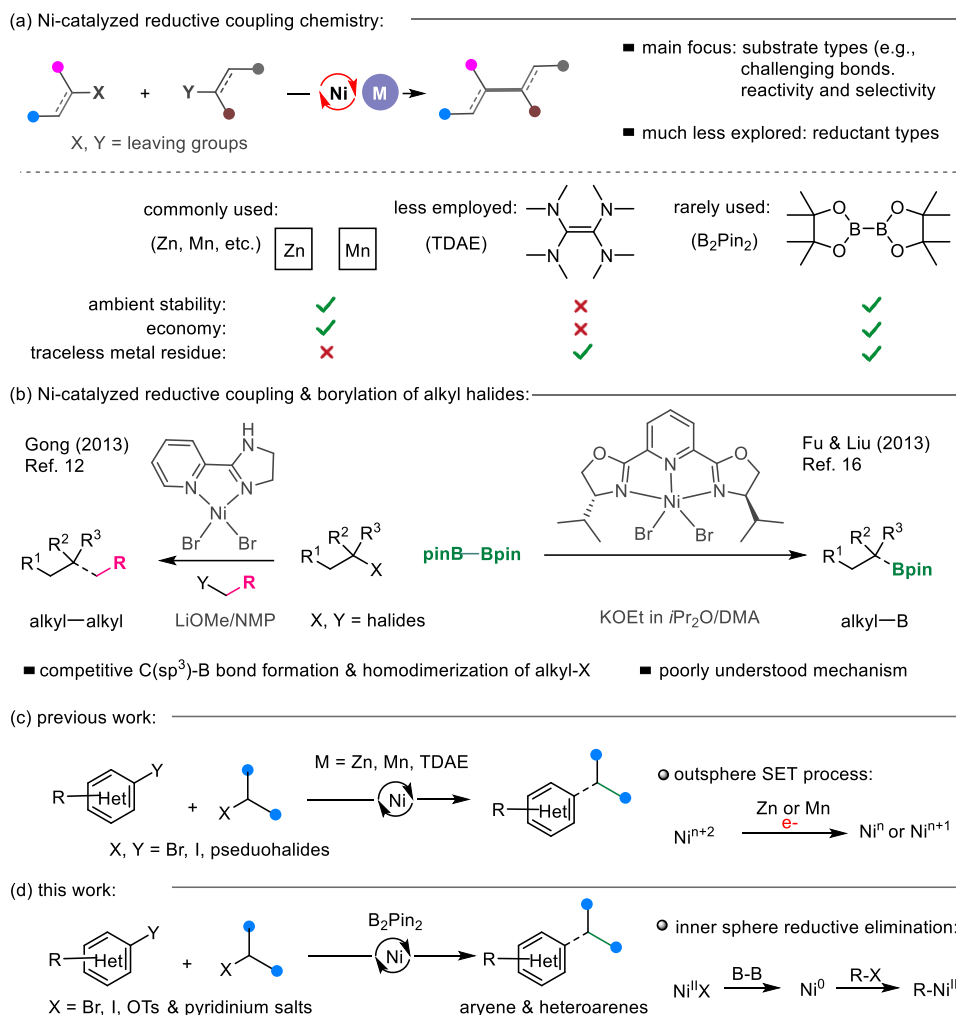 (a) Ni-catalyzed reductive coupling chemistry:
X + Y Ni M
X, Y = leaving groups
■ main focus: substrate types (e.g.,
challenging bonds.
reactivity and selectivity
■ much less explored: reductant types
commonly used:
(Zn, Mn, etc.)
Zn Mn
less employed:
(TDAE)
N N N N
rarely used:
(B₂Pin₂)
O O B B O O
ambient stability: ✓ ✗ ✓
economy: ✓ ✗ ✓
traceless metal residue: ✗ ✓ ✓
(b) Ni-catalyzed reductive coupling & borylation of alkyl halides:
Gong (2013)
Ref. 12
H
N
N N
Ni
Br Br
O O
N N N
Ni
Br Br
Fu & Liu (2013)
Ref. 16
R¹ R² R³ R
alkyl—alkyl
Y R
LiOMe/NMP
R¹ R² R³ X
X, Y = halides
pinB—Bpin
KOEt in iPr₂O/DMA
R¹ R² R³ Bpin
alkyl—B
■ competitive C(sp³)-B bond formation & homodimerization of alkyl-X
■ poorly understood mechanism
(c) previous work:
R Het Y + X
M = Zn, Mn, TDAE
Ni
R Het
X, Y = Br, I, pseduohalides
outsphere SET process:
Niⁿ⁺² Zn or Mn e- Niⁿ or Niⁿ⁺¹
(d) this work:
R Het Y + X
B₂Pin₂
Ni
R Het
X = Br, I, OTs & pyridinium salts
aryene & heteroarenes
inner sphere reductive elimination:
NiᴵᴵX B-B Ni⁰ R-X R-Niᴵᴵ